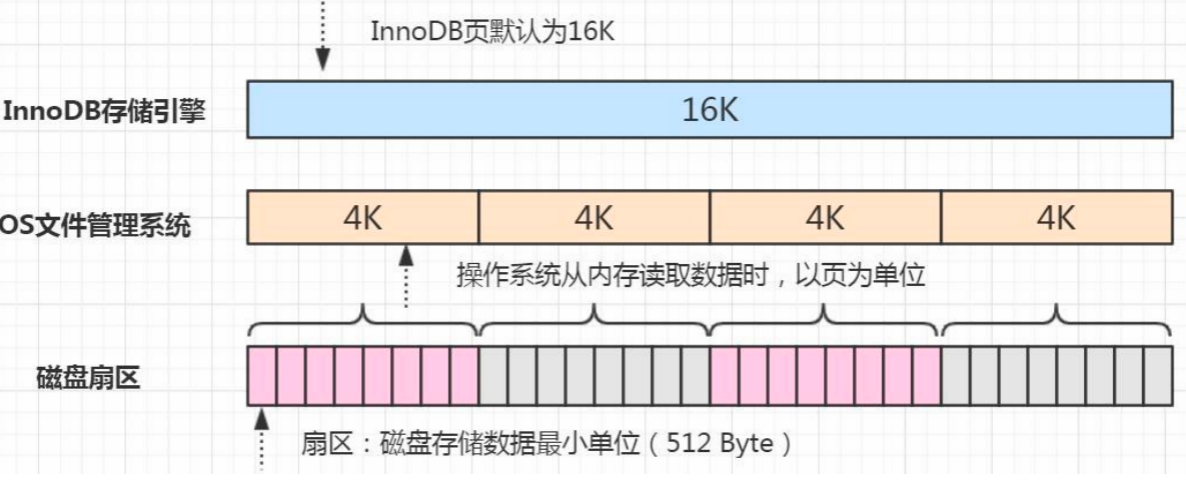 InnoDB页默认为16K
InnoDB存储引擎
16K
OS文件管理系统
4K
4K
4K
4K
操作系统从内存读取数据时，以页为单位
磁盘扇区
扇区：磁盘存储数据最小单位（512 Byte）